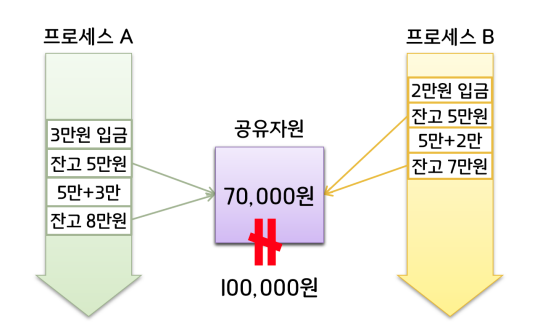 프로세스 A
3만원 입금
잔고 5만원
5만+3만
잔고 8만원
공유자원
70,000원
100,000원
프로세스 B
2만원 입금
잔고 5만원
5만+2만
잔고 7만원